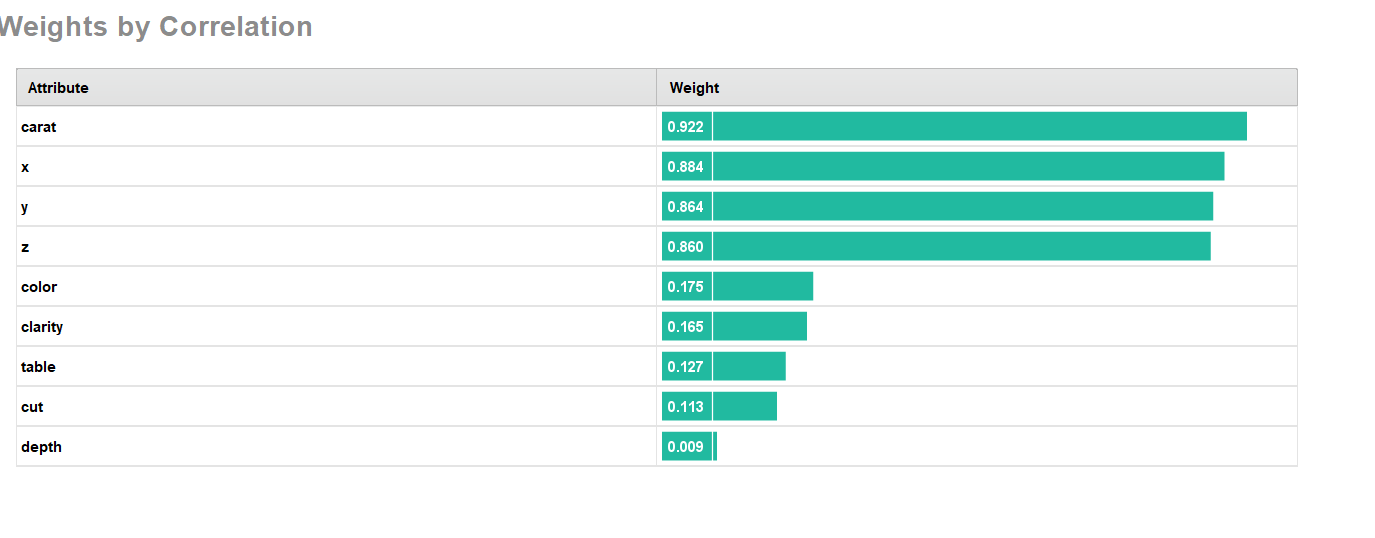 Weights by Correlation
Attribute Weight
carat 0.922
x 0.884
y 0.864
z 0.860
color 0.175
clarity 0.165
table 0.127
cut 0.113
depth 0.009